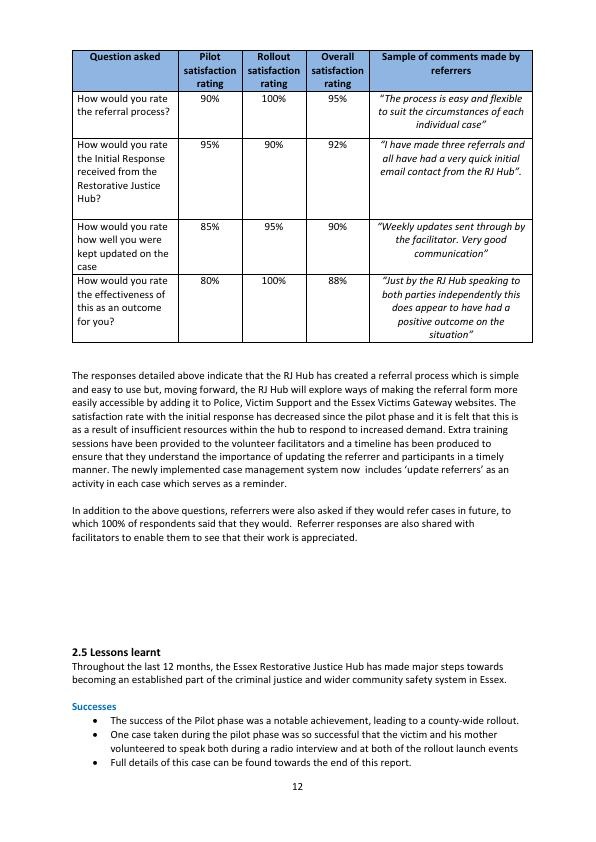 Question asked
Pilot satisfaction rating
Rollout satisfaction rating
Overall satisfaction rating
Sample of comments made by referrers
How would you rate
the referral process?
90%
100%
95%
“The process is easy and flexible
to suit the circumstances of each
individual case”
How would you rate
the Initial Response
received from the
Restorative Justice
Hub?
95%
90%
92%
“I have made three referrals and
all have had a very quick initial
email contact from the RJ Hub”.
How would you rate
how well you were
kept updated on the
case
85%
95%
90%
“Weekly updates sent through by
the facilitator. Very good
communication”
How would you rate
the effectiveness of
this as an outcome
for you?
80%
100%
88%
“Just by the RJ Hub speaking to
both parties independently this
does appear to have had a
positive outcome on the
situation”
The responses detailed above indicate that the RJ Hub has created a referral process which is simple
and easy to use but, moving forward, the RJ Hub will explore ways of making the referral form more
easily accessible by adding it to Police, Victim Support and the Essex Victims Gateway websites. The
satisfaction rate with the initial response has decreased since the pilot phase and it is felt that this is
as a result of insufficient resources within the hub to respond to increased demand. Extra training
sessions have been provided to the volunteer facilitators and a timeline has been produced to
ensure that they understand the importance of updating the referrer and participants in a timely
manner. The newly implemented case management system now includes ‘update referrers’ as an
activity in each case which serves as a reminder.
In addition to the above questions, referrers were also asked if they would refer cases in future, to
which 100% of respondents said that they would. Referrer responses are also shared with
facilitators to enable them to see that their work is appreciated.
2.5 Lessons learnt
Throughout the last 12 months, the Essex Restorative Justice Hub has made major steps towards
becoming an established part of the criminal justice and wider community safety system in Essex.
Successes
• The success of the Pilot phase was a notable achievement, leading to a county-wide rollout.
• One case taken during the pilot phase was so successful that the victim and his mother
volunteered to speak both during a radio interview and at both of the rollout launch events
• Full details of this case can be found towards the end of this report.
12